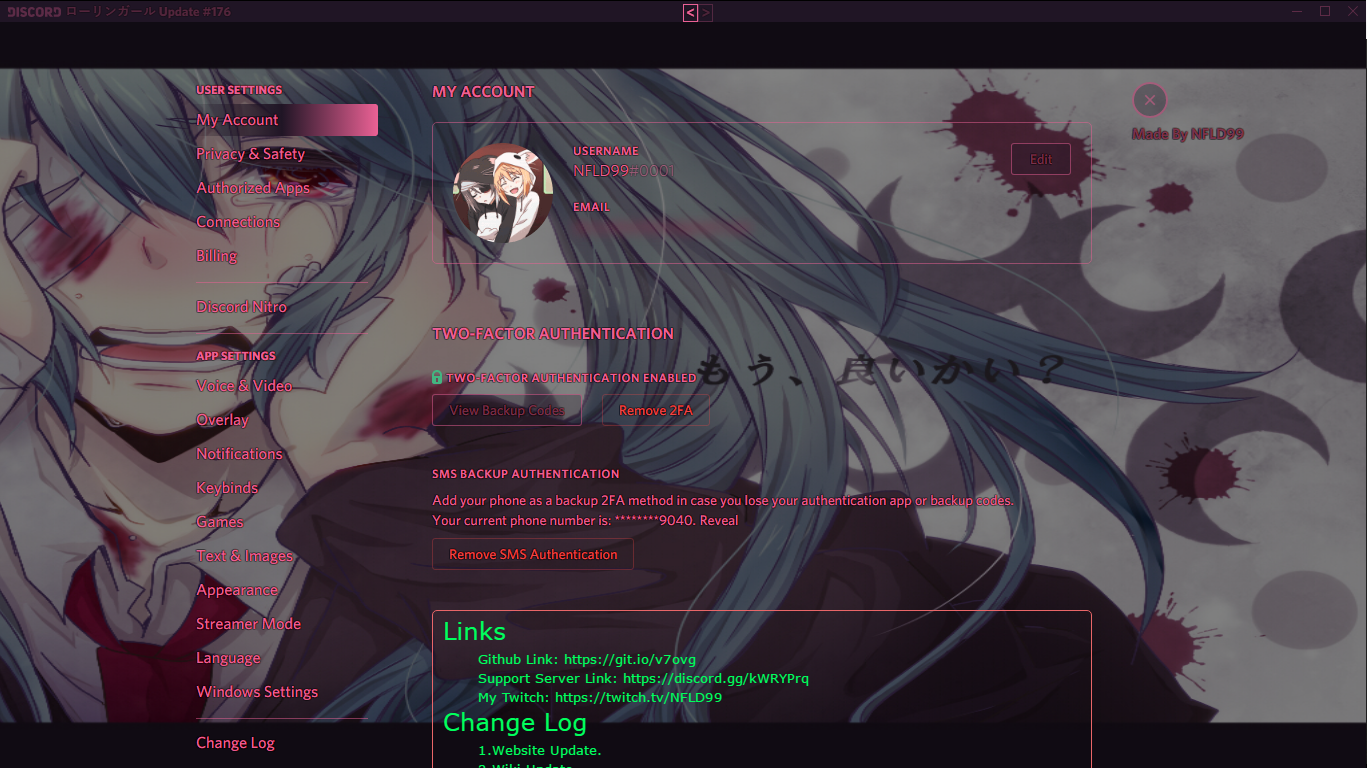 DISCORD ローリンガール Update #176
< >
USER SETTINGS
My Account
Privacy & Safety
Authorized Apps
Connections
Billing
Discord Nitro
APP SETTINGS
Voice & Video
Overlay
Notifications
Keybinds
Games
Text & Images
Appearance
Streamer Mode
Language
Windows Settings
Change Log
MY ACCOUNT
USERNAME
NFLD99#0001
Edit
EMAIL
TWO-FACTOR AUTHENTICATION
TWO-FACTOR AUTHENTICATION ENABLED
もう、良いかい？
View Backup Codes
Remove 2FA
SMS BACKUP AUTHENTICATION
Add your phone as a backup 2FA method in case you lose your authentication app or backup codes.
Your current phone number is: ********9040. Reveal
Remove SMS Authentication
Links
Github Link: https://git.io/v7ovg
Support Server Link: https://discord.gg/kWRYPrq
My Twitch: https://twitch.tv/NFLD99
Change Log
1.Website Update.
2.Wiki Update.
Made By NFLD99